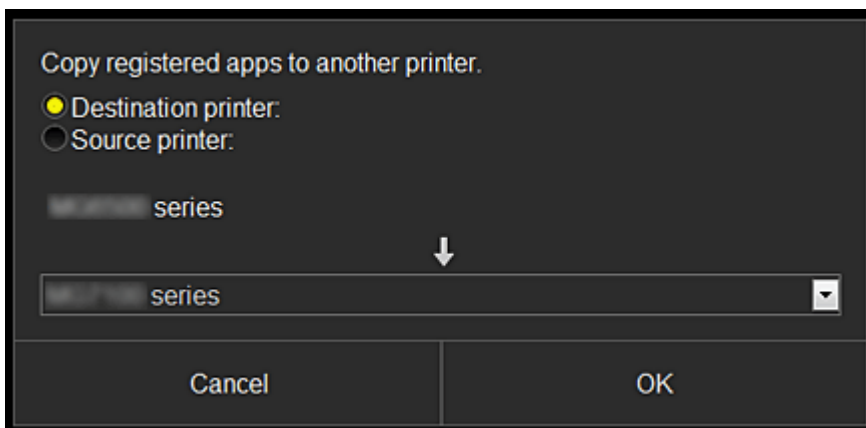 Copy registered apps to another printer.
Destination printer:
Source printer:
series
series
Cancel
OK